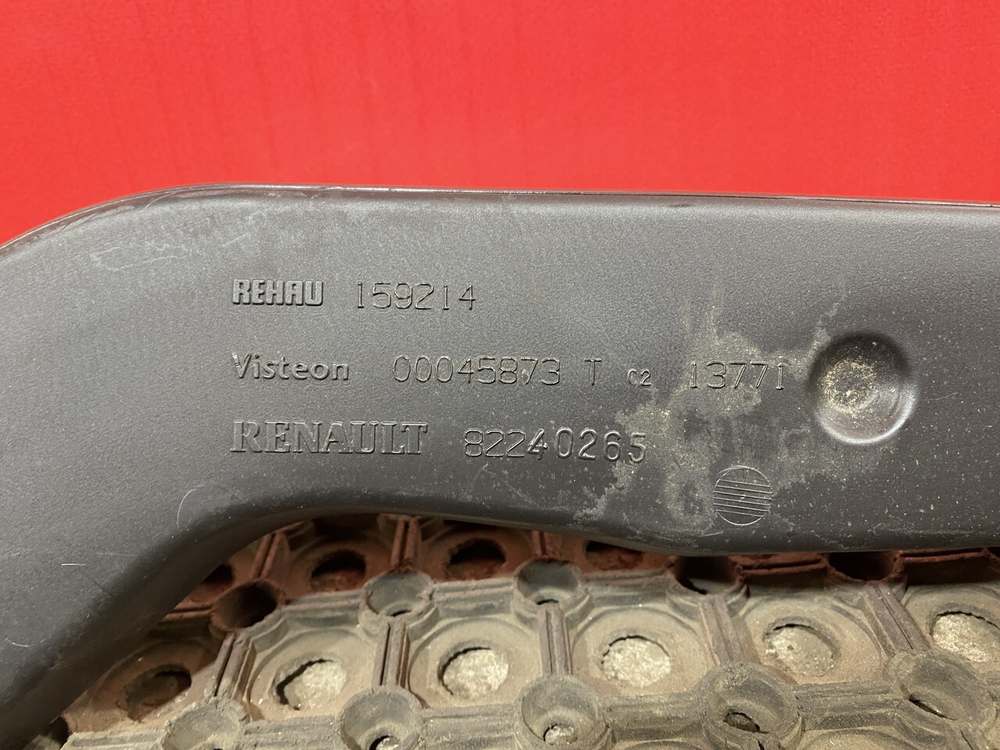 REHAU 159214
Visteon 00045873 T C2 13771
RENAULT 82240265